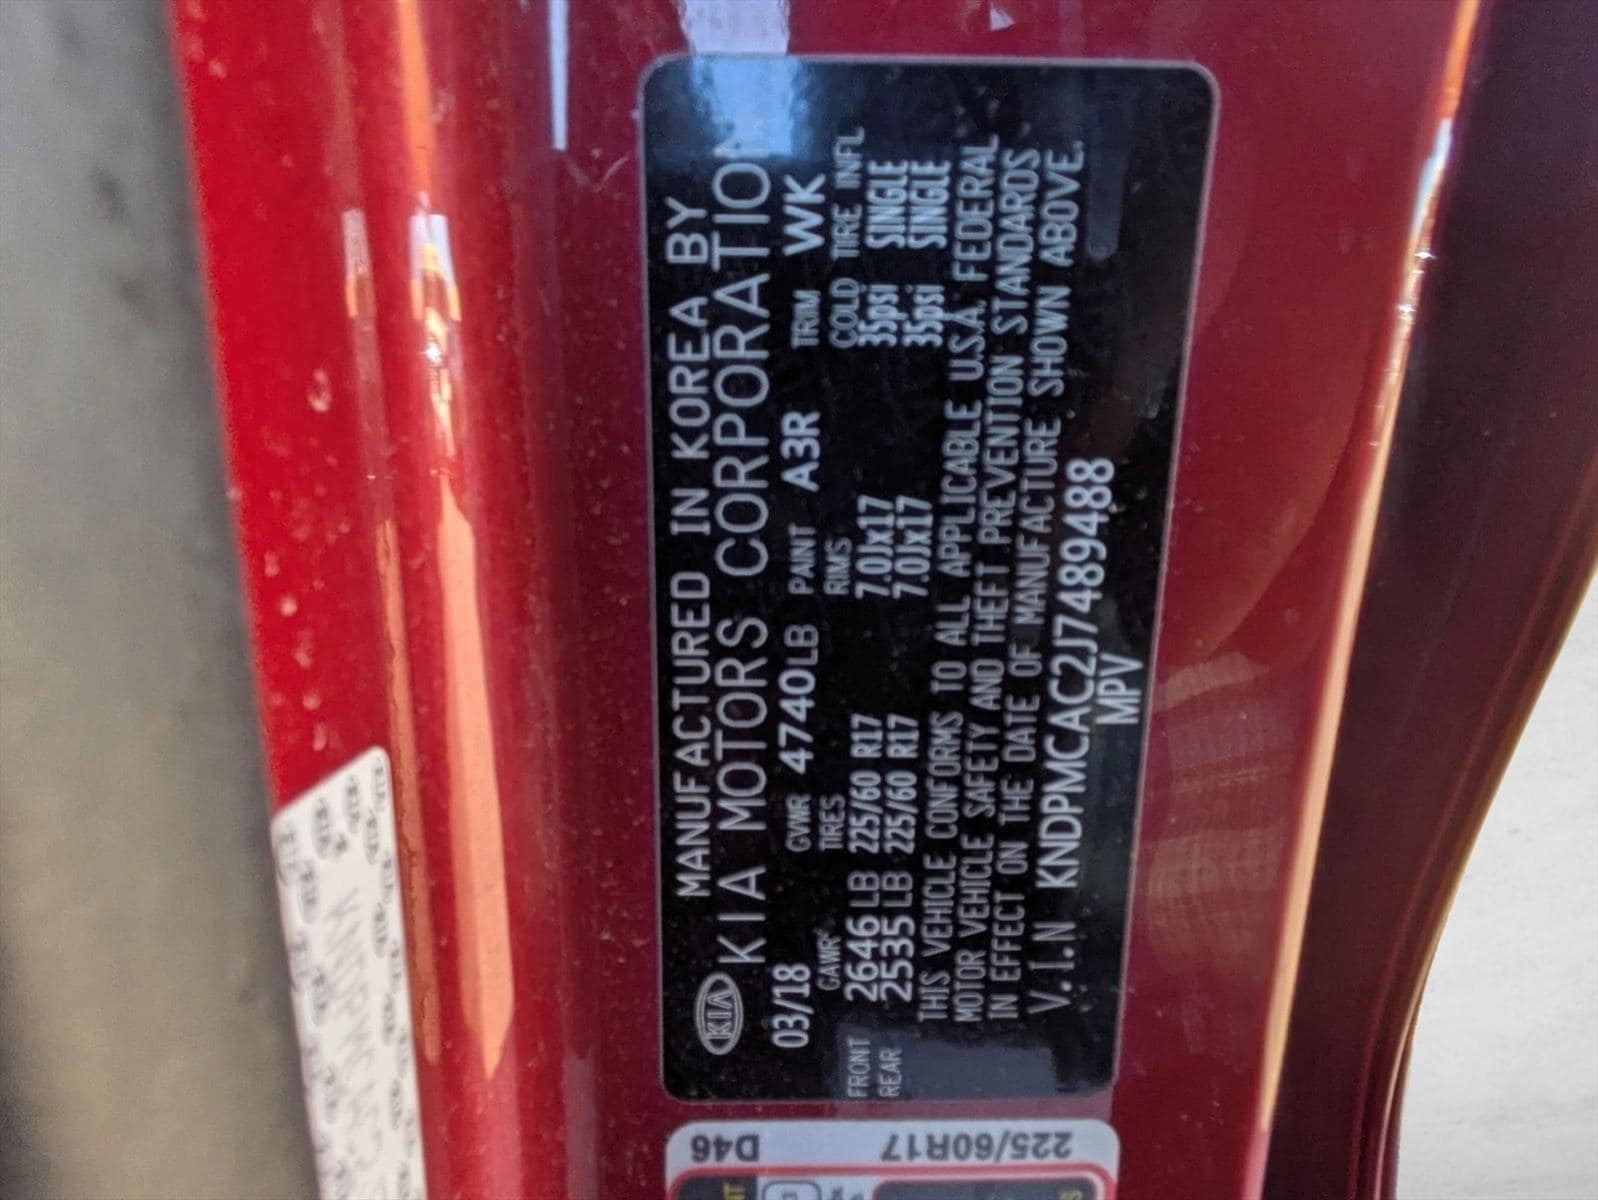 KIA
MANUFACTURED IN KOREA BY
KIA MOTORS CORPORATION
03/18 GVWR 4740LB PAINT A3R TRIM WK
GAWR TIRES RIMS COLD TIRE INFL
FRONT 2646LB 225/60 R17 7.0Jx17 35psi SINGLE
REAR 2535LB 225/60 R17 7.0Jx17 35psi SINGLE
THIS VEHICLE CONFORMS TO ALL APPLICABLE U.S.A. FEDERAL
MOTOR VEHICLE SAFETY AND THEFT PREVENTION STANDARDS
IN EFFECT ON THE DATE OF MANUFACTURE SHOWN ABOVE.
V.I.N KNDPMCAC2J7489488
MPV
225/60R17 D46